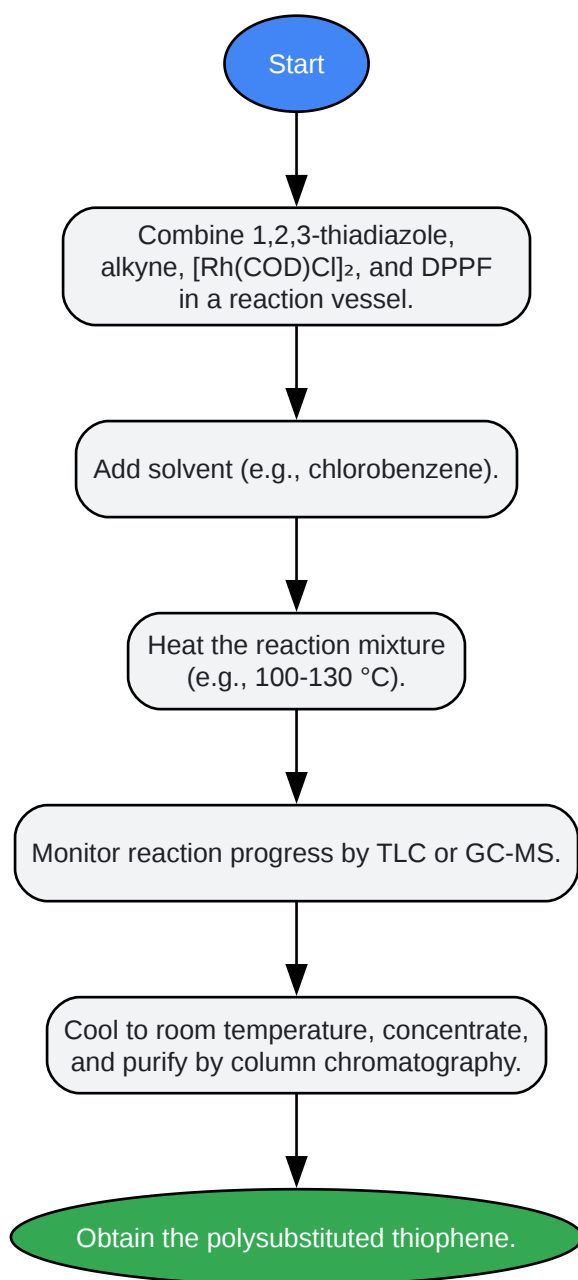 Start
Combine 1,2,3-thiadiazole,
alkyne, [Rh(COD)Cl]₂, and DPPF
in a reaction vessel.
Add solvent (e.g., chlorobenzene).
Heat the reaction mixture
(e.g., 100-130 °C).
Monitor reaction progress by TLC or GC-MS.
Cool to room temperature, concentrate,
and purify by column chromatography.
Obtain the polysubstituted thiophene.